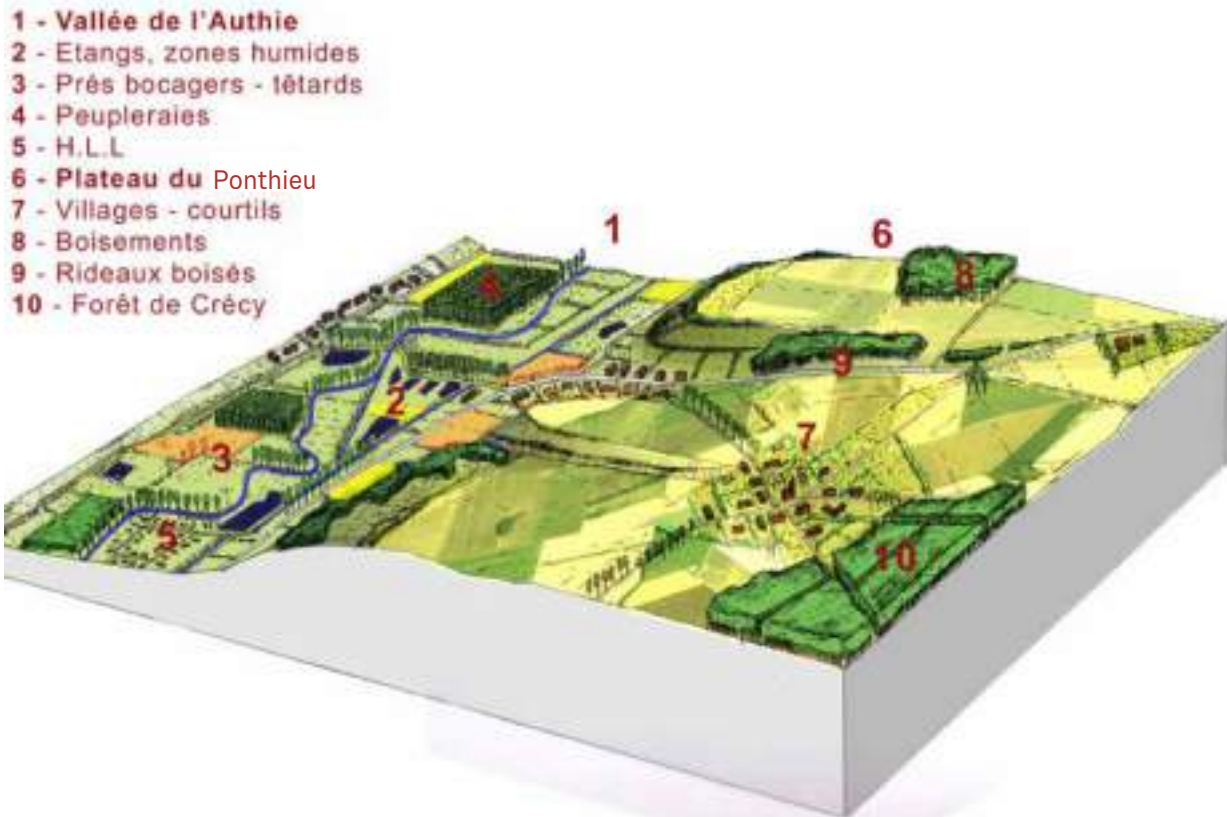 1 - Vallée de l'Authie
2 - Etangs, zones humides
3 - Prés bocagers - têtards
4 - Peupleraies
5 - H.L.L
6 - Plateau du Ponthieu
7 - Villages - courtils
8 - Boisements
9 - Rideaux boisés
10 - Forêt de Crécy
1
6
8
4
9
2
7
3
5
10